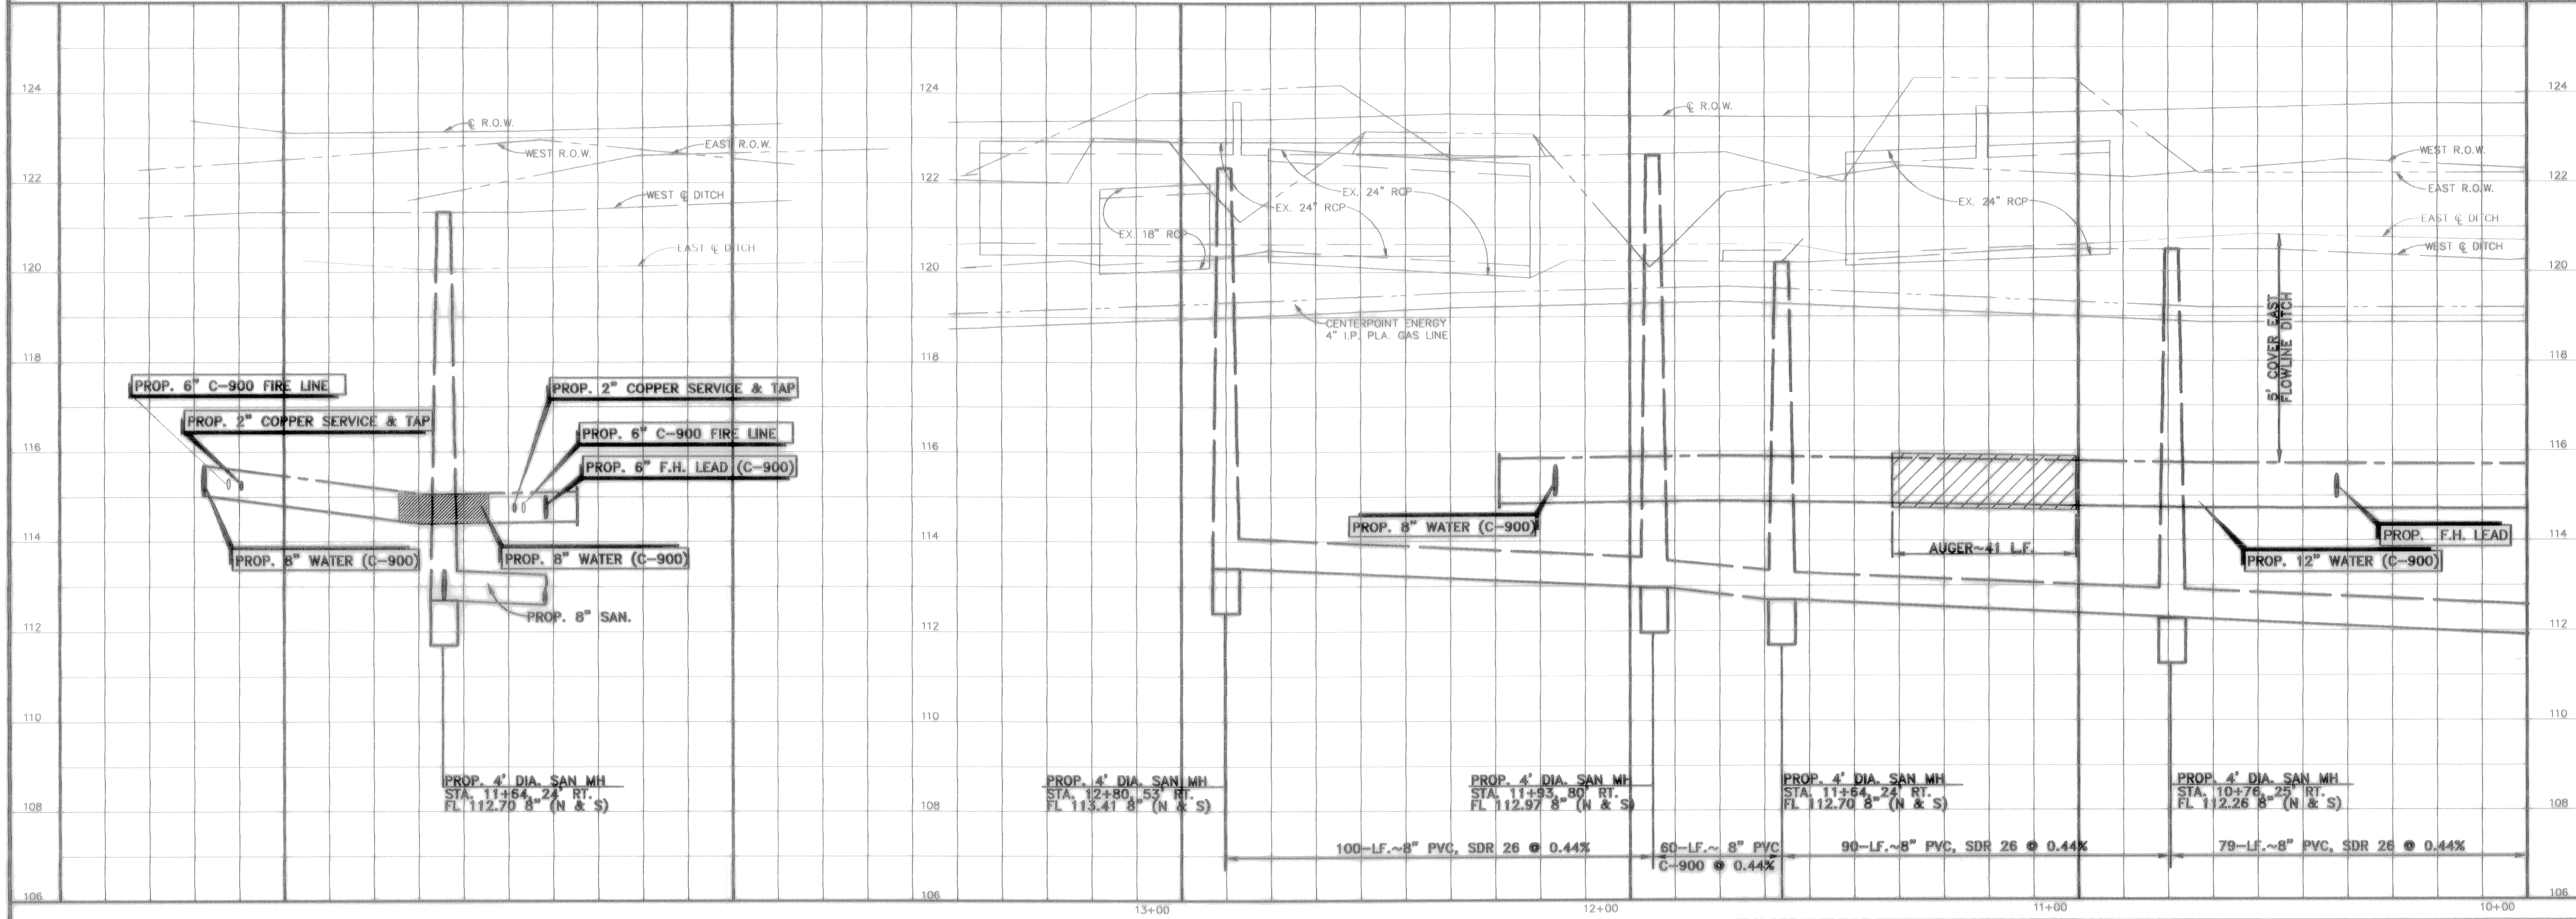 124
122
120
118
116
114
112
110
108
106
℄ R.O.W.
WEST R.O.W.
EAST R.O.W.
WEST ℄ DITCH
EAST ℄ DITCH
PROP. 6" C-900 FIRE LINE
PROP. 2" COPPER SERVICE & TAP
PROP. 2" COPPER SERVICE & TAP
PROP. 6" C-900 FIRE LINE
PROP. 6" F.H. LEAD (C-900)
PROP. 8" WATER (C-900)
PROP. 8" WATER (C-900)
PROP. 8" SAN.
PROP. 4' DIA. SAN MH
STA. 11+64, 24' RT.
FL 112.70 8" (N & S)
124
122
120
118
116
114
112
110
108
106
℄ R.O.W.
EX. 24" RCP
EX. 24" RCP
EX. 18" RCP
EX. 24" RCP
CENTERPOINT ENERGY
4" I.P. PLA. GAS LINE
WEST R.O.W.
EAST R.O.W.
EAST ℄ DITCH
WEST ℄ DITCH
5' COVER EAST
FLOWLINE DITCH
PROP. 8" WATER (C-900)
AUGER~41 L.F.
PROP. F.H. LEAD
PROP. 12" WATER (C-900)
PROP. 4' DIA. SAN MH
STA. 12+80, 53' RT.
FL 113.41 8" (N & S)
PROP. 4' DIA. SAN MH
STA. 11+93, 80' RT.
FL 112.97 8" (N & S)
PROP. 4' DIA. SAN MH
STA. 11+64, 24' RT.
FL 112.70 8" (N & S)
PROP. 4' DIA. SAN MH
STA. 10+76, 25' RT.
FL 112.26 8" (N & S)
100-LF.~8" PVC, SDR 26 @ 0.44%
60-LF.~ 8" PVC
C-900 @ 0.44%
90-LF.~8" PVC, SDR 26 @ 0.44%
79-LF.~8" PVC, SDR 26 @ 0.44%
124
122
120
118
116
114
112
110
108
106
13+00
12+00
11+00
10+00